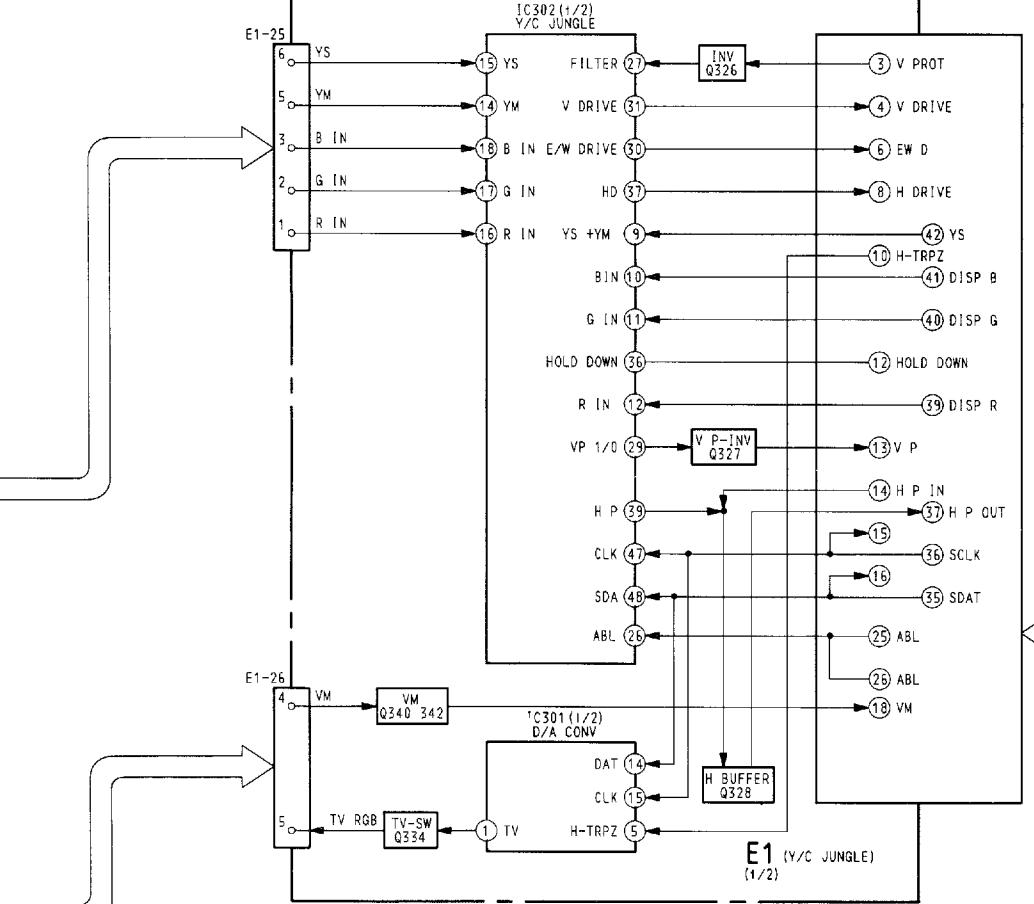 IC302(1/2)
Y/C JUNGLE
E1-25
6 YS
5 YM
3 B IN
2 G IN
1 R IN
15 YS
14 YM
18 B IN
17 G IN
16 R IN
FILTER 27
V DRIVE 31
E/W DRIVE 30
HD 37
YS +YM 9
BIN 10
G IN 11
HOLD DOWN 36
R IN 12
VP 1/0 29
H P 39
CLK 47
SDA 48
ABL 26
INV
Q326
V P-INV
Q327
3 V PROT
4 V DRIVE
6 EW D
8 H DRIVE
42 YS
10 H-TRPZ
41 DISP B
40 DISP G
12 HOLD DOWN
39 DISP R
13 V P
14 H P IN
37 H P OUT
15
36 SCLK
16
35 SDAT
25 ABL
26 ABL
18 VM
E1-26
4 VM
VM
Q340 342
IC301(1/2)
D/A CONV
DAT 14
CLK 15
H-TRPZ 5
1 TV
H BUFFER
Q328
5 TV RGB
TV-SW
Q334
E1 (Y/C JUNGLE)
(1/2)